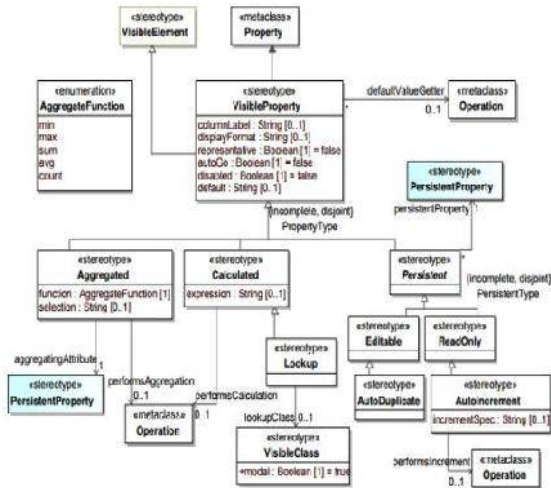 «stereotype»
VisibleElement
«metaclass»
Property
«enumeration»
AggregateFunction
min
max
sum
avg
count
«stereotype»
VisibleProperty
columnLabel : String [0..1]
displayFormat : String [0..1]
representative : Boolean [1] = false
autoGo : Boolean [1] = false
disabled : Boolean [1] = false
default : String [0..1]
defaultValueGetter
*
0..1
«metaclass»
Operation
«stereotype»
PersistentProperty
persistentProperty 1
{incomplete, disjoint}
PropertyType
«stereotype»
Aggregated
function : AggregateFunction [1]
selection : String [0..1]
«stereotype»
Calculated
expression : String [0..1]
«stereotype»
Persistent
*
{incomplete, disjoint}
PersistentType
«stereotype»
Lookup
«stereotype»
Editable
«stereotype»
ReadOnly
aggregatingAttribute 1
«stereotype»
PersistentProperty
performsAggregation
0..1
performsCalculation
0..1
«metaclass»
Operation
lookupClass 0..1
«stereotype»
VisibleClass
+modal : Boolean [1] = true
«stereotype»
AutoDuplicate
«stereotype»
Autoincrement
incrementSpec : String [0..1]
performsIncrement
0..1
«metaclass»
Operation